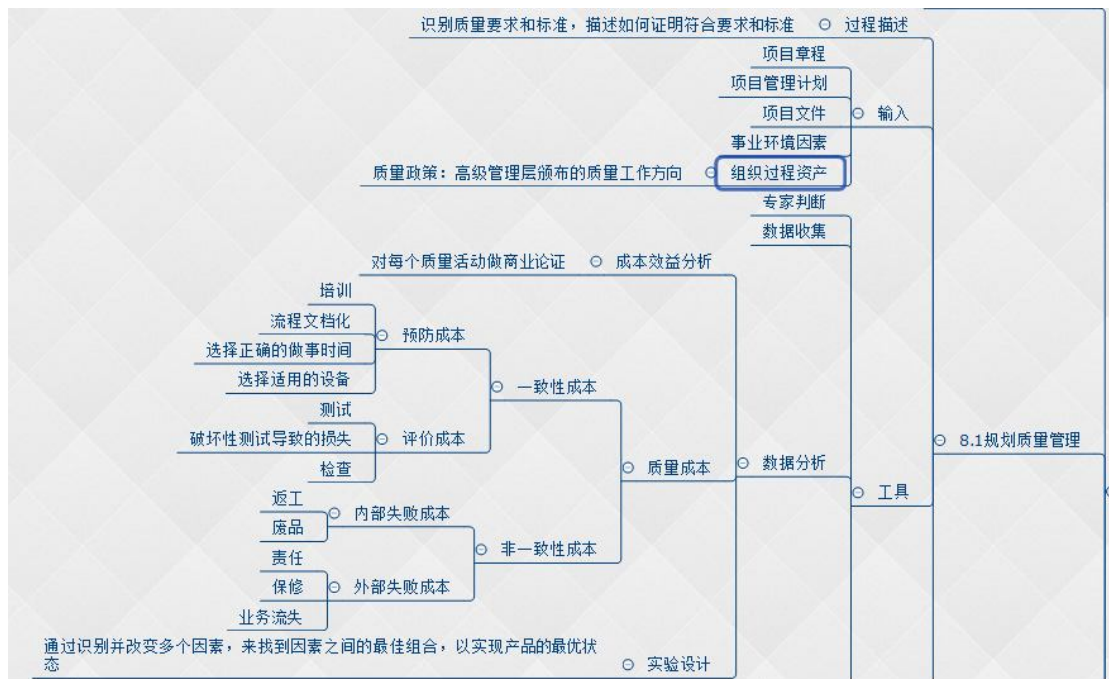 识别质量要求和标准，描述如何证明符合要求和标准 过程描述
项目章程
项目管理计划
项目文件 输入
事业环境因素
质量政策：高级管理层颁布的质量工作方向 组织过程资产
专家判断
数据收集
对每个质量活动做商业论证 成本效益分析
培训
流程文档化 预防成本
选择正确的做事时间
选择适用的设备 一致性成本
测试
破坏性测试导致的损失 评价成本 8.1规划质量管理
检查 质量成本 数据分析
返工 工具
内部失败成本
废品
非一致性成本
责任
保修 外部失败成本
业务流失
通过识别并改变多个因素，来找到因素之间的最佳组合，以实现产品的最优状
态 实验设计